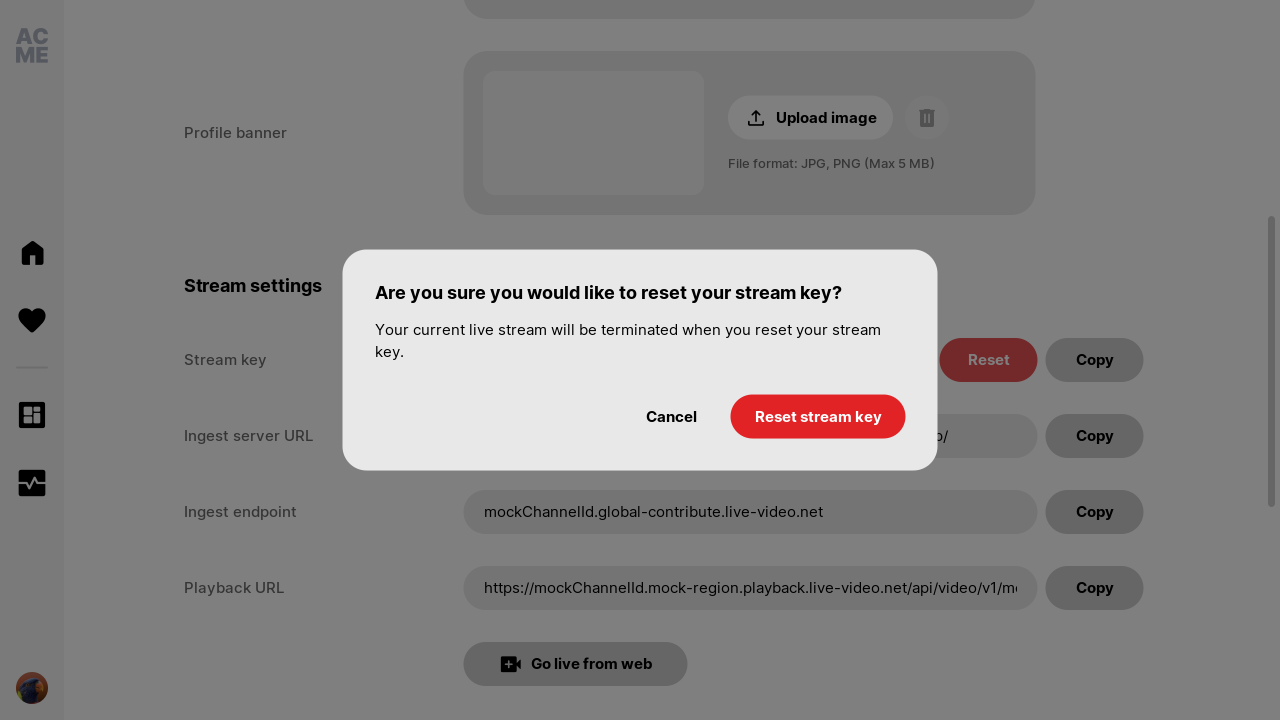 AC
ME
Profile banner
Upload image
File format: JPG, PNG (Max 5 MB)
Stream settings
Are you sure you would like to reset your stream key?
Your current live stream will be terminated when you reset your stream
key.
Cancel
Reset stream key
Stream key
Reset
Copy
Ingest server URL
Copy
Ingest endpoint
mockChannelId.global-contribute.live-video.net
Copy
Playback URL
https://mockChannelId.mock-region.playback.live-video.net/api/video/v1/mo
Copy
Go live from web